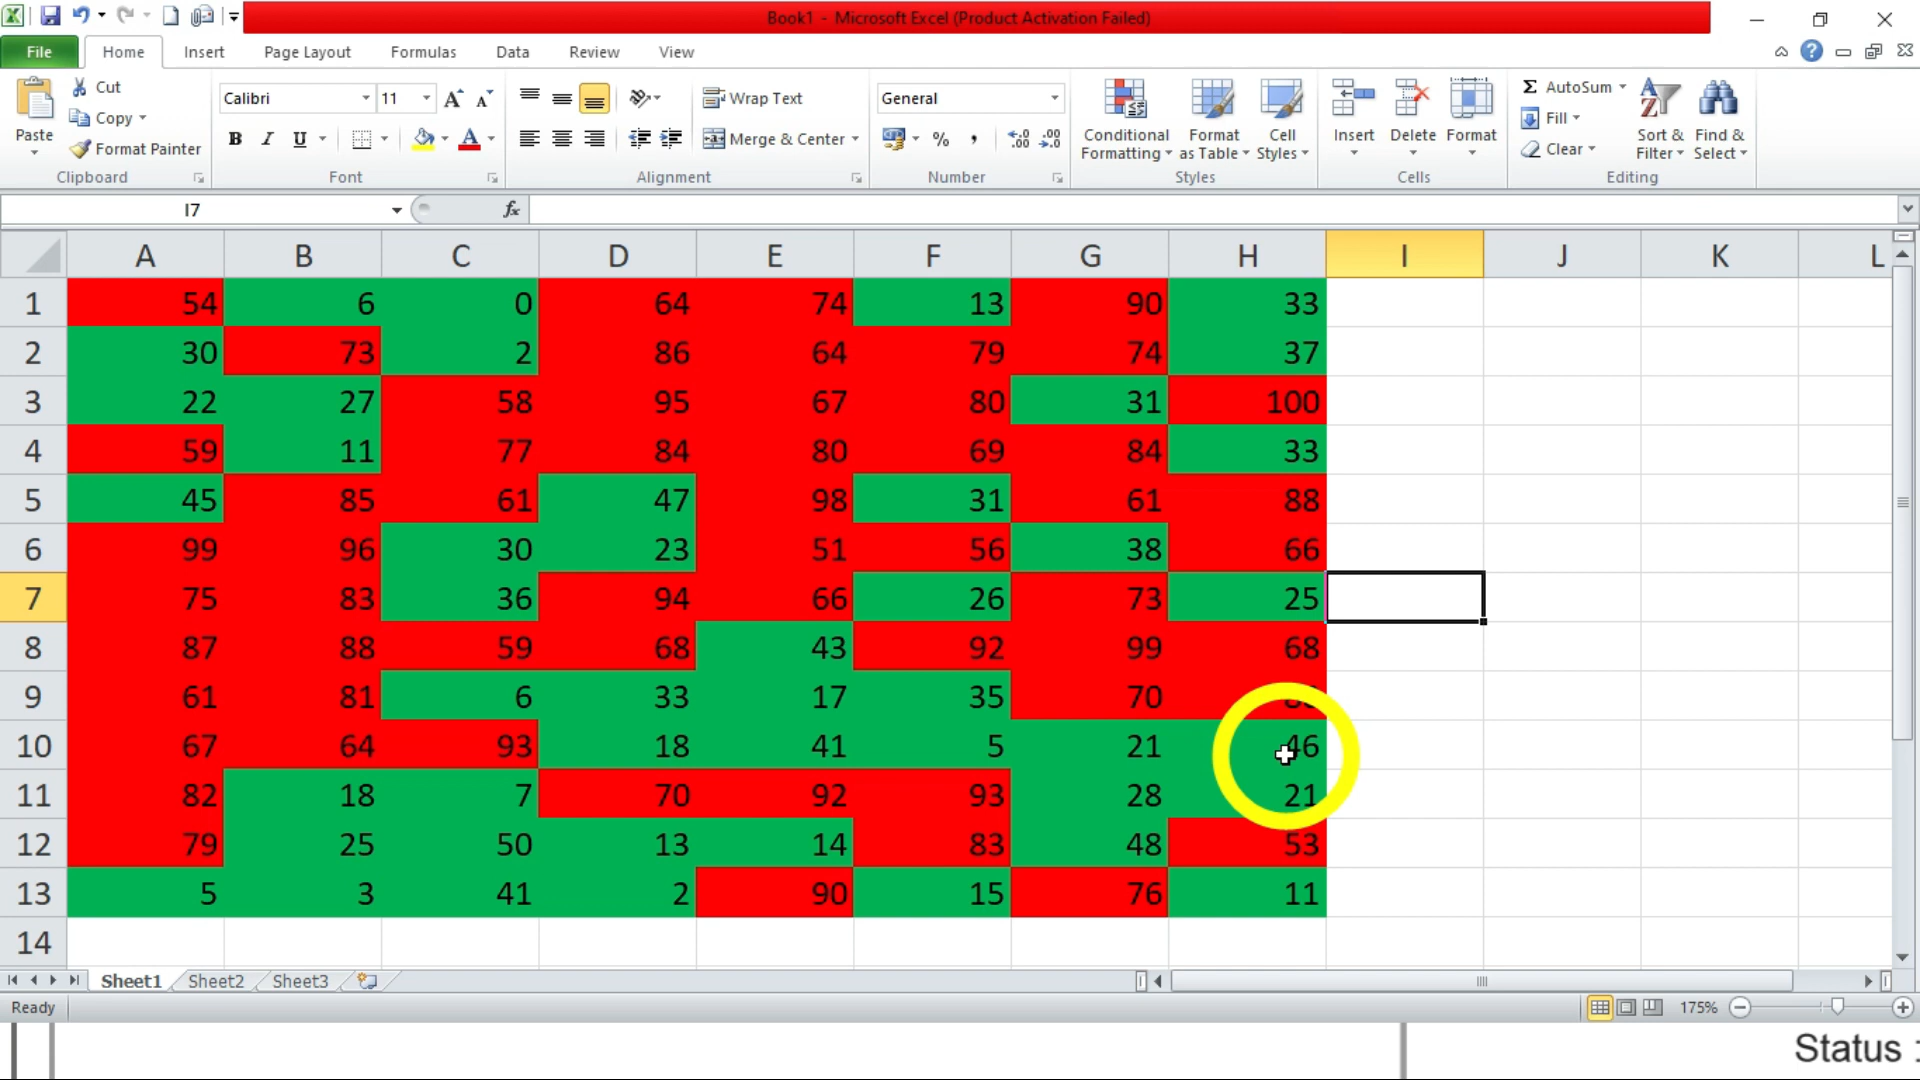 Book1 - Microsoft Excel (Product Activation Failed)
File Home Insert Page Layout Formulas Data Review View
Paste
Cut
Copy
Format Painter
Clipboard
Calibri 11
B I U
Font
Wrap Text
Merge & Center
Alignment
General
%
Number
Conditional Formatting
Format as Table
Cell Styles
Styles
Insert
Delete
Format
Cells
AutoSum
Fill
Clear
Sort & Filter
Find & Select
Editing
I7 fx
A B C D E F G H I J K L
1 54 6 0 64 74 13 90 33
2 30 73 2 86 64 79 74 37
3 22 27 58 95 67 80 31 100
4 59 11 77 84 80 69 84 33
5 45 85 61 47 98 31 61 88
6 99 96 30 23 51 56 38 66
7 75 83 36 94 66 26 73 25
8 87 88 59 68 43 92 99 68
9 61 81 6 33 17 35 70
10 67 64 93 18 41 5 21 46
11 82 18 7 70 92 93 28 21
12 79 25 50 13 14 83 48 53
13 5 3 41 2 90 15 76 11
14
Sheet1 Sheet2 Sheet3
Ready 175%
Status :